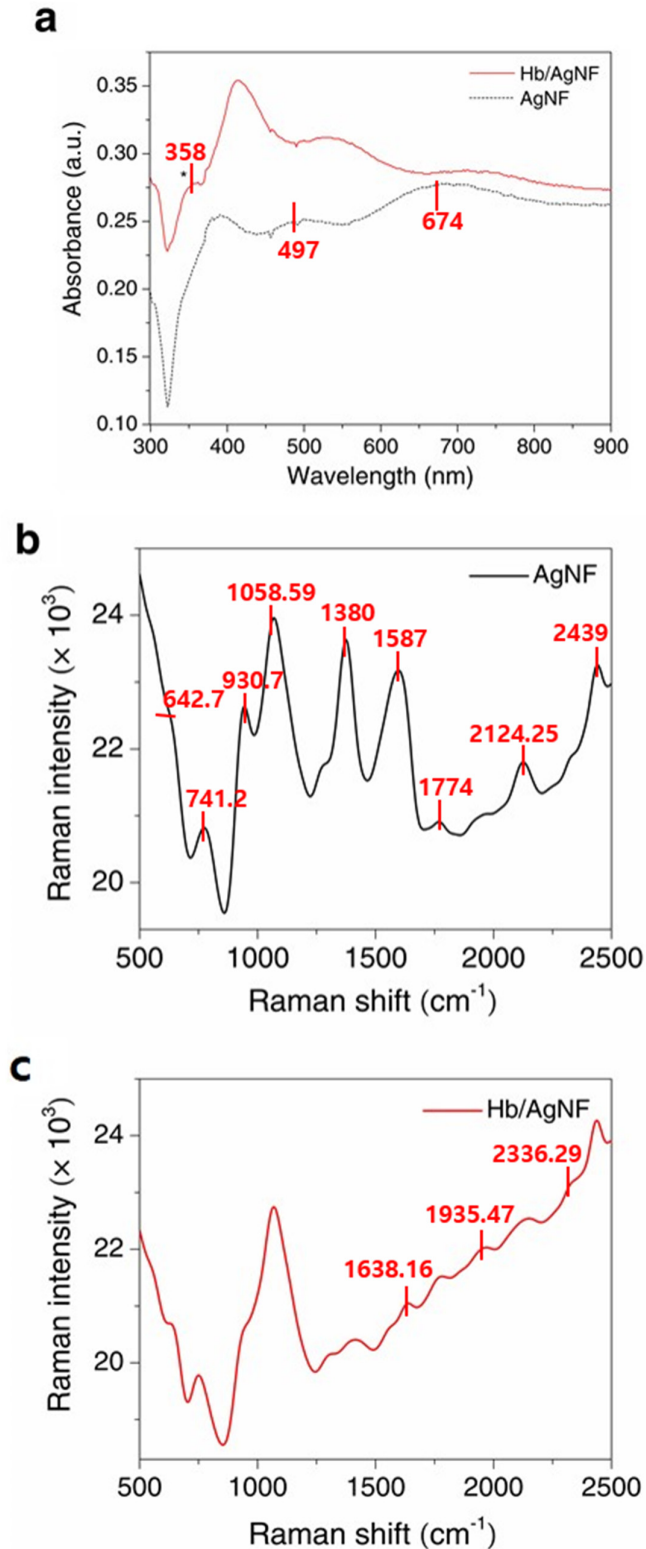 a
Hb/AgNF
AgNF
0.35
0.30
0.25
0.20
0.15
0.10
Absorbance (a.u.)
358
*
497
674
300 400 500 600 700 800 900
Wavelength (nm)
b
AgNF
24
22
20
Raman intensity (× 10³)
1058.59
1380
1587
2439
642.7
930.7
2124.25
741.2
1774
500 1000 1500 2000 2500
Raman shift (cm⁻¹)
c
Hb/AgNF
24
22
20
Raman intensity (× 10³)
2336.29
1935.47
1638.16
500 1000 1500 2000 2500
Raman shift (cm⁻¹)